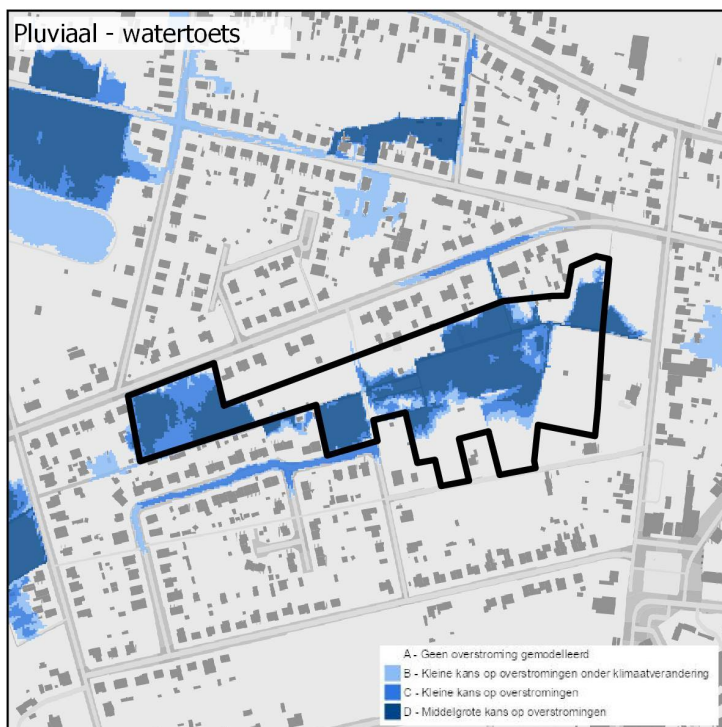 Pluviaal - watertoets
A - Geen overstroming gemodelleerd
B - Kleine kans op overstromingen onder klimaatverandering
C - Kleine kans op overstromingen
D - Middelgrote kans op overstromingen